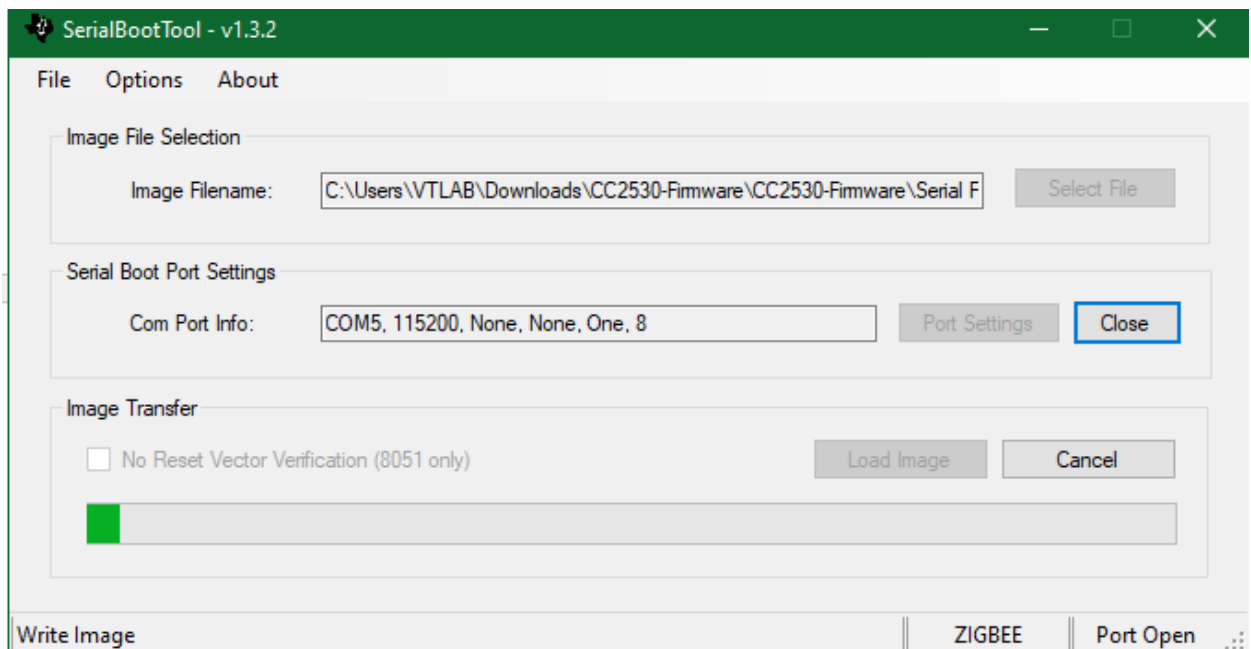 SerialBootTool - v1.3.2
File Options About
Image File Selection
Image Filename: C:\Users\VTLAB\Downloads\CC2530-Firmware\CC2530-Firmware\Serial F Select File
Serial Boot Port Settings
Com Port Info: COM5, 115200, None, None, One, 8 Port Settings Close
Image Transfer
No Reset Vector Verification (8051 only) Load Image Cancel
Write Image ZIGBEE Port Open